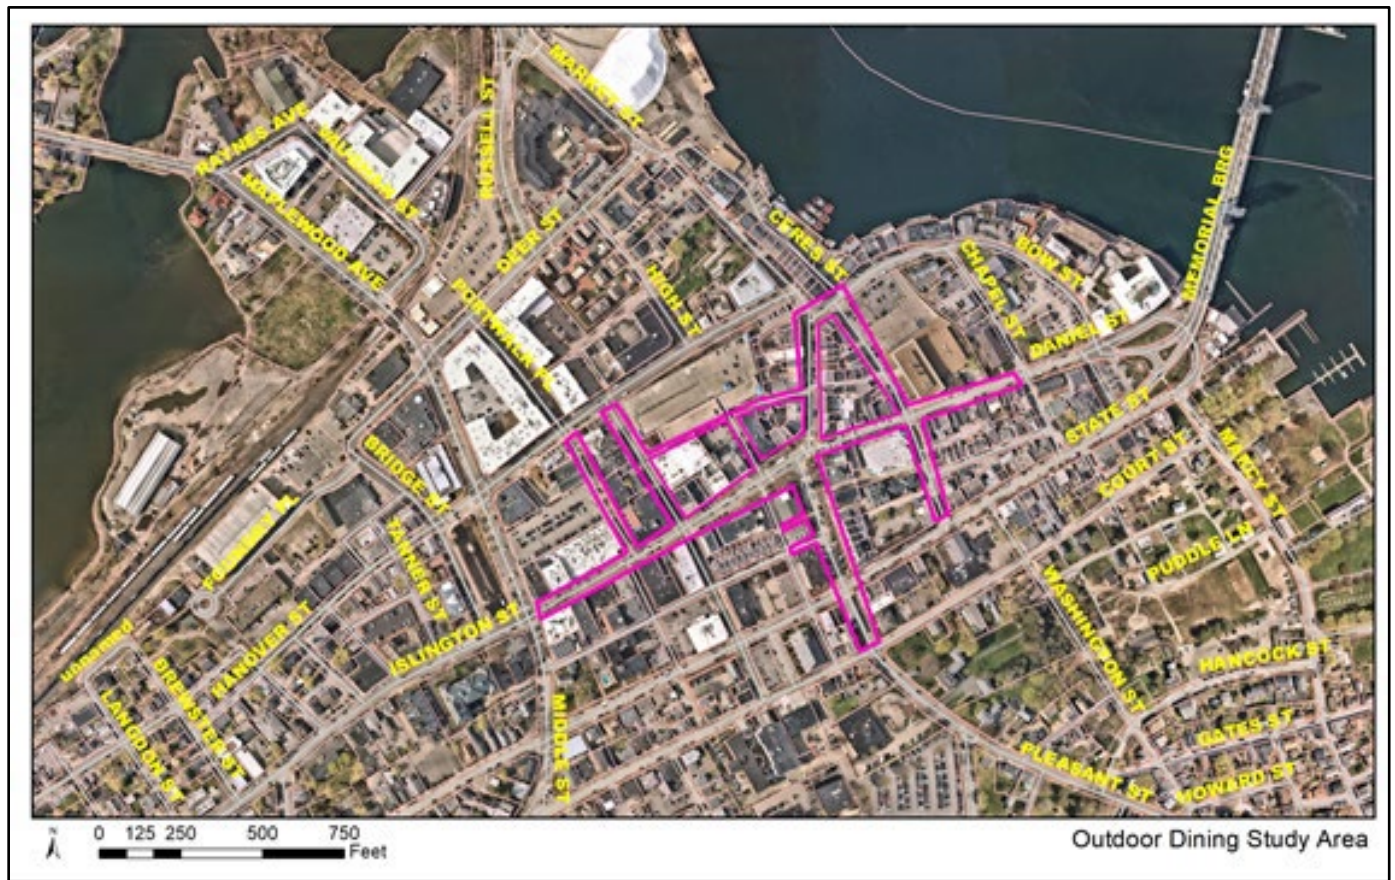 MARKET ST
RUSSELL ST
RAYNES AVE
VAUGHAN ST
MAPLEWOOD AVE
DEER ST
CERES ST
CHAPEL ST
BOW ST
MEMORIAL BRG
HIGH ST
PORTWALK PL
DANIEL ST
STATE ST
COURT ST
MARCY ST
BRIDGE ST
TANNER ST
FOUNDRY PL
PUDDLE LN
WASHINGTON ST
HANCOCK ST
ISLINGTON ST
HANOVER ST
unnamed
BREWSTER ST
LANGDON ST
MIDDLE ST
GATES ST
PLEASANT ST
HOWARD ST
N
0 125 250 500 750
Feet
Outdoor Dining Study Area